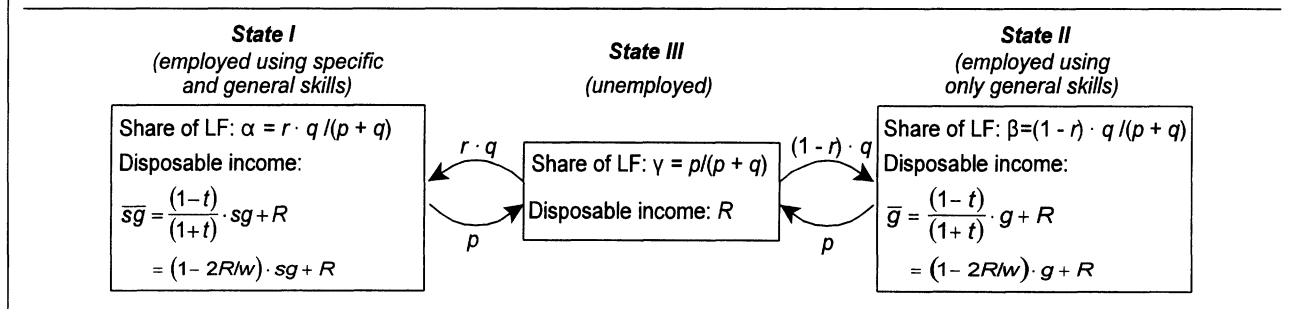 State I
(employed using specific
and general skills)
Share of LF: α = r · q /(p + q)
Disposable income:
s̅g̅ = (1−t)/(1+t) · sg + R
= (1− 2R/w) · sg + R
r · q
p
State III
(unemployed)
Share of LF: γ = p/(p + q)
Disposable income: R
(1 - r) · q
p
State II
(employed using
only general skills)
Share of LF: β=(1 - r) · q /(p + q)
Disposable income:
g̅ = (1− t)/(1+ t) · g + R
= (1− 2R/w) · g + R